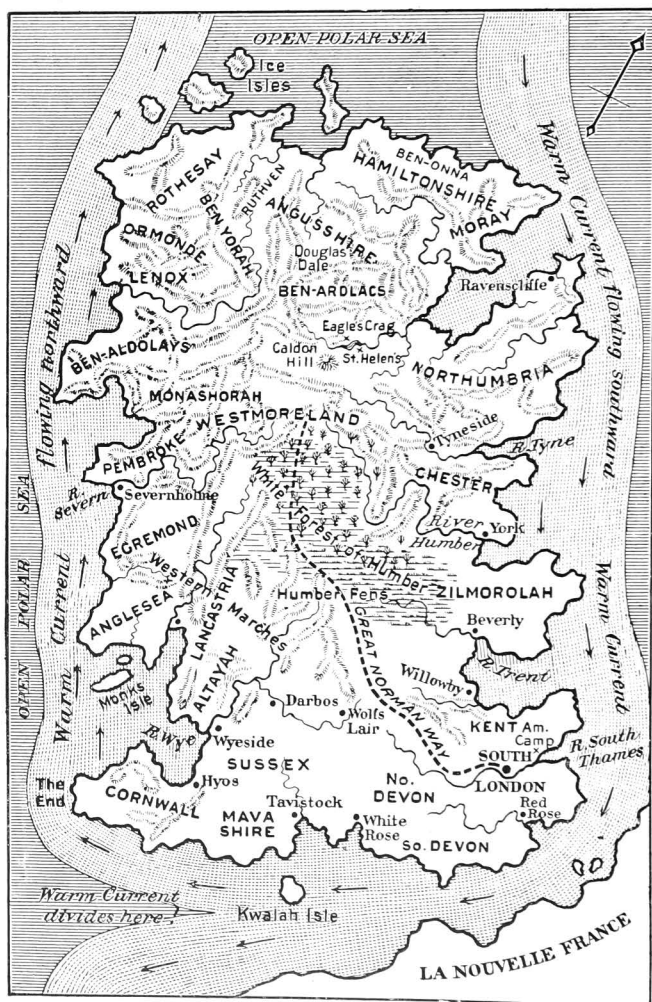 OPEN POLAR SEA
Ice
Isles
BEN-ONNA
HAMILTONSHIRE
MORAY
ROTHESAY
BEN YORAH
RUTHVEN
ANGUSSHIRE
ORMONDE
LENOX
Douglas
Dale
BEN-ARDLACS
Ravenscliffe
Warm Current flowing southward
Eagle's Crag
St. Helens
Caldon
Hill
BEN-ALDOLAYS
NORTHUMBRIA
MONASHORAH
WESTMORELAND
Tyneside
R. Tyne
PEMBROKE
CHESTER
R.
Severn
Severnholme
White Forest of Humber
River
Humber
York
EGREMOND
Western Marches
ZILMOROLAH
ANGLESEA
LANCASTRIA
Humber Fens
Beverly
ALTAYAH
GREAT NORMAN WAY
Monks
Isle
Willowby
R. Trent
Warm Current
OPEN POLAR SEA
Warm Current flowing northward
R. Wye
Darbos
Wolfs
Lair
KENT
Am.
Camp
x
Wyeside
SUSSEX
SOUTH
LONDON
R. South
Thames
The
End
Hyos
CORNWALL
No.
DEVON
MAVA
SHIRE
Tavistock
White
Rose
Red
Rose
So. DEVON
Warm Current
divides here
Kwalah Isle
LA NOUVELLE FRANCE